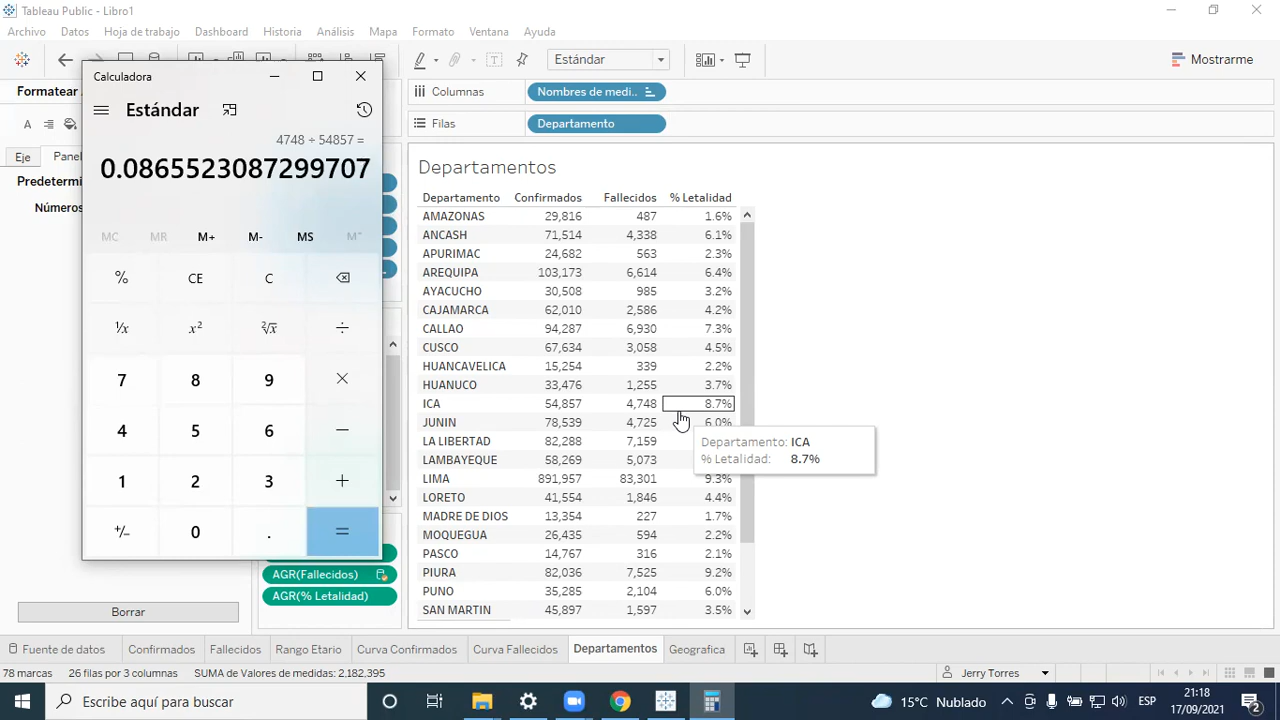 Tableau Public - Libro1
Archivo Datos Hoja de trabajo Dashboard Historia Análisis Mapa Formato Ventana Ayuda
Estándar
Mostrarme
Formatear
Columnas
Nombres de medi..
Filas
Departamento
A
Eje
Panel
Predetermi
Números
Calculadora
Estándar
4748 ÷ 54857 =
0.0865523087299707
MC MR M+ M- MS M˅
% CE C
¹/x x² ²√x ÷
7 8 9 ×
4 5 6 −
1 2 3 +
+/− 0 . =
Departamentos
Departamento Confirmados Fallecidos % Letalidad
AMAZONAS 29,816 487 1.6%
ANCASH 71,514 4,338 6.1%
APURIMAC 24,682 563 2.3%
AREQUIPA 103,173 6,614 6.4%
AYACUCHO 30,508 985 3.2%
CAJAMARCA 62,010 2,586 4.2%
CALLAO 94,287 6,930 7.3%
CUSCO 67,634 3,058 4.5%
HUANCAVELICA 15,254 339 2.2%
HUANUCO 33,476 1,255 3.7%
ICA 54,857 4,748 8.7%
JUNIN 78,539 4,725 6.0%
LA LIBERTAD 82,288 7,159
LAMBAYEQUE 58,269 5,073
LIMA 891,957 83,301 9.3%
LORETO 41,554 1,846 4.4%
MADRE DE DIOS 13,354 227 1.7%
MOQUEGUA 26,435 594 2.2%
PASCO 14,767 316 2.1%
PIURA 82,036 7,525 9.2%
PUNO 35,285 2,104 6.0%
SAN MARTIN 45,897 1,597 3.5%
Departamento: ICA
% Letalidad: 8.7%
AGR(Fallecidos)
AGR(% Letalidad)
Borrar
Fuente de datos Confirmados Fallecidos Rango Etario Curva Confirmados Curva Fallecidos Departamentos Geografica
78 marcas 26 filas por 3 columnas SUMA de Valores de medidas: 2,182,395
Jerry Torres
Escribe aquí para buscar
15°C Nublado
ESP
21:18
17/09/2021
2